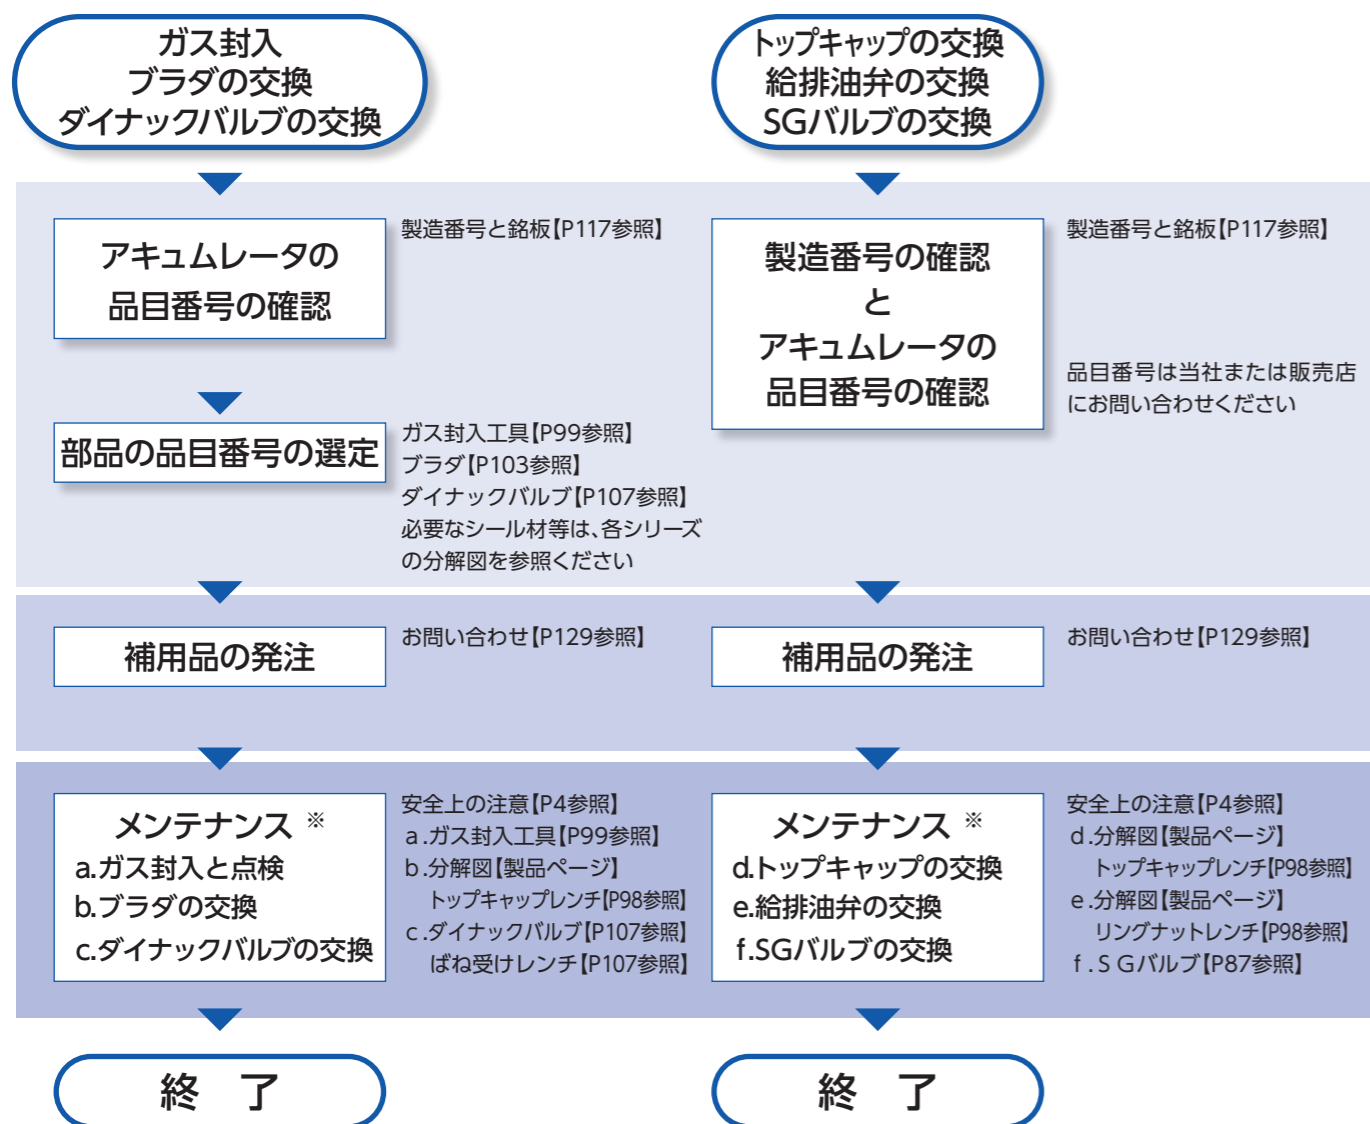 ガス封入
ブラダの交換
ダイナックバルブの交換
アキュムレータの
品目番号の確認
製造番号と銘板【P117参照】
部品の品目番号の選定
ガス封入工具【P99参照】
ブラダ【P103参照】
ダイナックバルブ【P107参照】
必要なシール材等は、各シリーズ
の分解図を参照ください
補用品の発注
お問い合わせ【P129参照】
メンテナンス ※
a.ガス封入と点検
b.ブラダの交換
c.ダイナックバルブの交換
安全上の注意【P4参照】
a.ガス封入工具【P99参照】
b.分解図【製品ページ】
トップキャップレンチ【P98参照】
c.ダイナックバルブ【P107参照】
ばね受けレンチ【P107参照】
終 了
トップキャップの交換
給排油弁の交換
SGバルブの交換
製造番号の確認
と
アキュムレータの
品目番号の確認
製造番号と銘板【P117参照】
品目番号は当社または販売店
にお問い合わせください
補用品の発注
お問い合わせ【P129参照】
メンテナンス ※
d.トップキャップの交換
e.給排油弁の交換
f.SGバルブの交換
安全上の注意【P4参照】
d.分解図【製品ページ】
トップキャップレンチ【P98参照】
e.分解図【製品ページ】
リングナットレンチ【P98参照】
f.SGバルブ【P87参照】
終 了